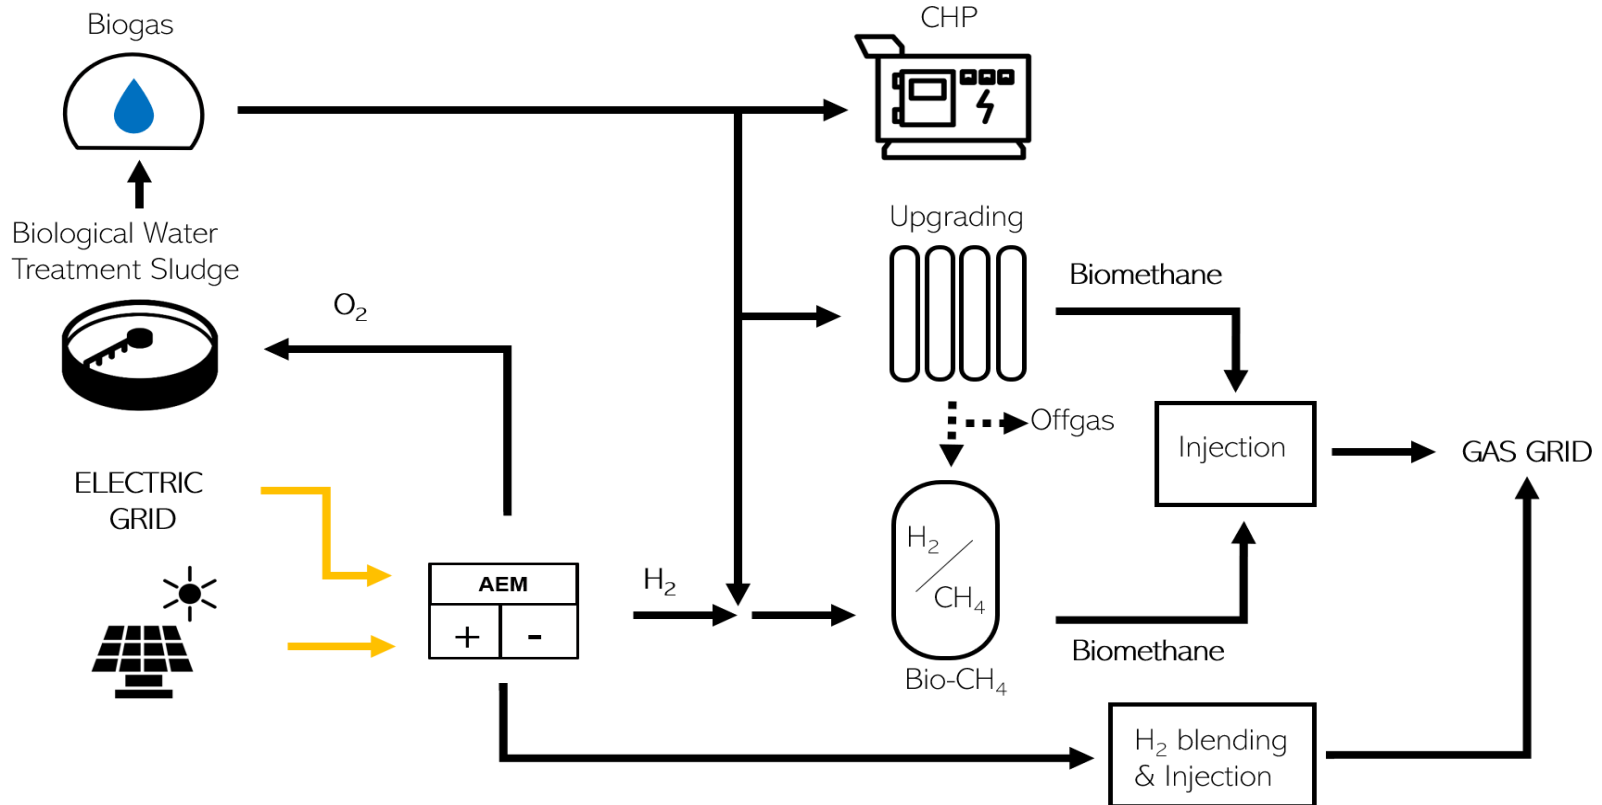 Biogas
CHP
Biological Water
Treatment Sludge
Upgrading
O₂
Biomethane
Offgas
Injection
GAS GRID
ELECTRIC
GRID
H₂
CH₄
AEM
+ -
H₂
Biomethane
Bio-CH₄
H₂ blending
& Injection